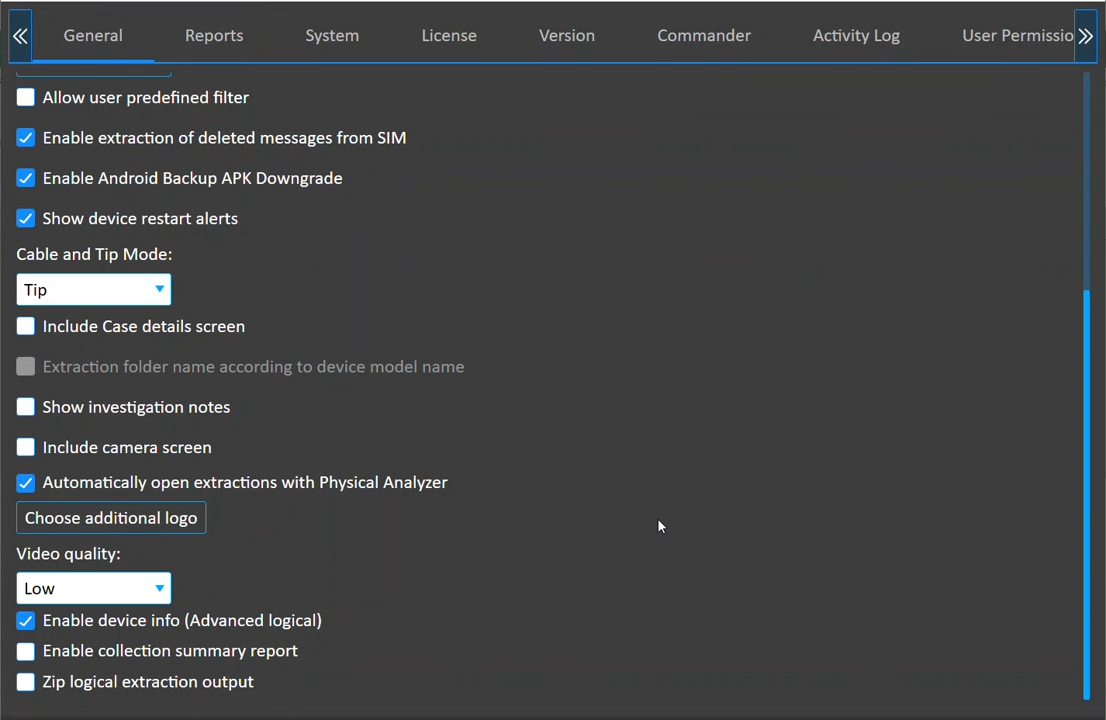 General Reports System License Version Commander Activity Log User Permissio
Allow user predefined filter
Enable extraction of deleted messages from SIM
Enable Android Backup APK Downgrade
Show device restart alerts
Cable and Tip Mode:
Tip
Include Case details screen
Extraction folder name according to device model name
Show investigation notes
Include camera screen
Automatically open extractions with Physical Analyzer
Choose additional logo
Video quality:
Low
Enable device info (Advanced logical)
Enable collection summary report
Zip logical extraction output